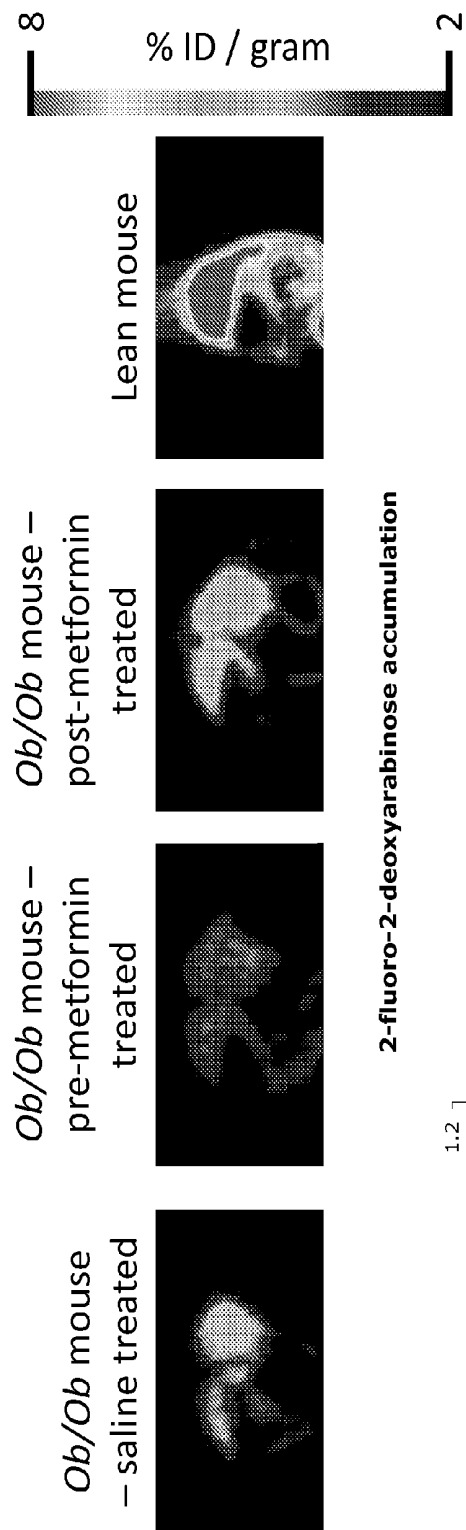 Ob/Ob mouse
– saline treated
Ob/Ob mouse –
pre-metformin
treated
Ob/Ob mouse –
post-metformin
treated
Lean mouse
8
% ID / gram
2
2-fluoro-2-deoxyarabinose accumulation
1.2